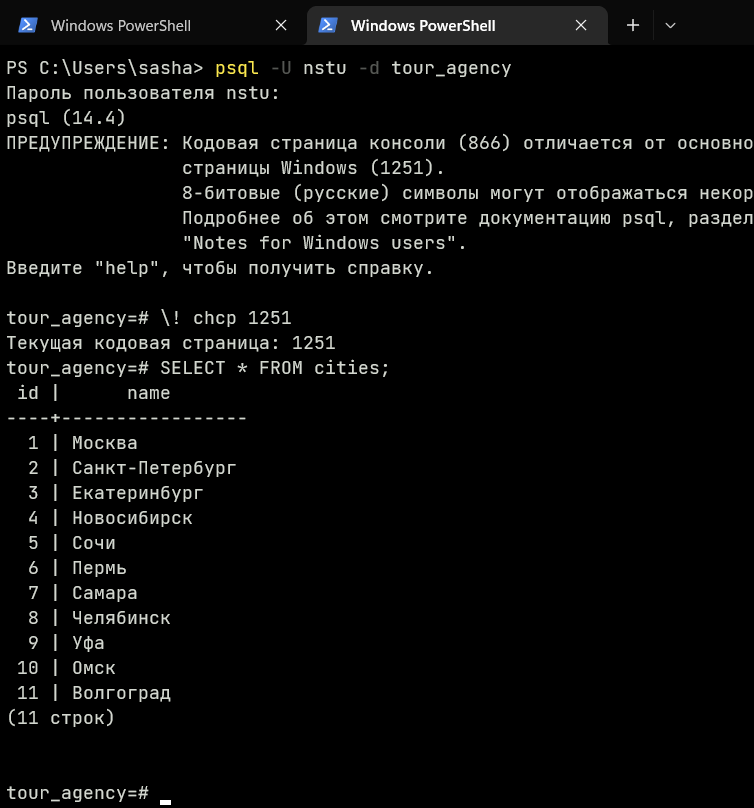 Windows PowerShell
Windows PowerShell
PS C:\Users\sasha> psql -U nstu -d tour_agency
Пароль пользователя nstu:
psql (14.4)
ПРЕДУПРЕЖДЕНИЕ: Кодовая страница консоли (866) отличается от основно
страницы Windows (1251).
8-битовые (русские) символы могут отображаться некор
Подробнее об этом смотрите документацию psql, раздел
"Notes for Windows users".
Введите "help", чтобы получить справку.
tour_agency=# \! chcp 1251
Текущая кодовая страница: 1251
tour_agency=# SELECT * FROM cities;
id | name
----+-----------------
1 | Москва
2 | Санкт-Петербург
3 | Екатеринбург
4 | Новосибирск
5 | Сочи
6 | Пермь
7 | Самара
8 | Челябинск
9 | Уфа
10 | Омск
11 | Волгоград
(11 строк)
tour_agency=#